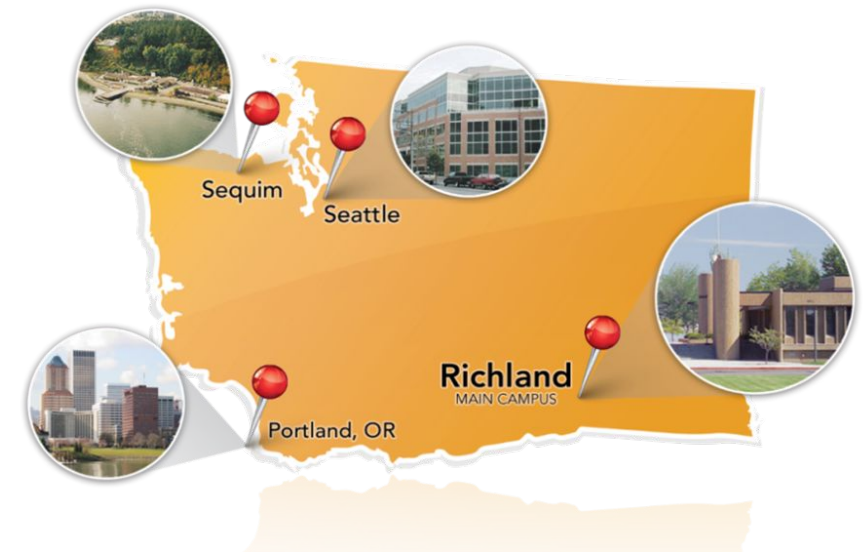 Sequim
Seattle
Richland
MAIN CAMPUS
Portland, OR